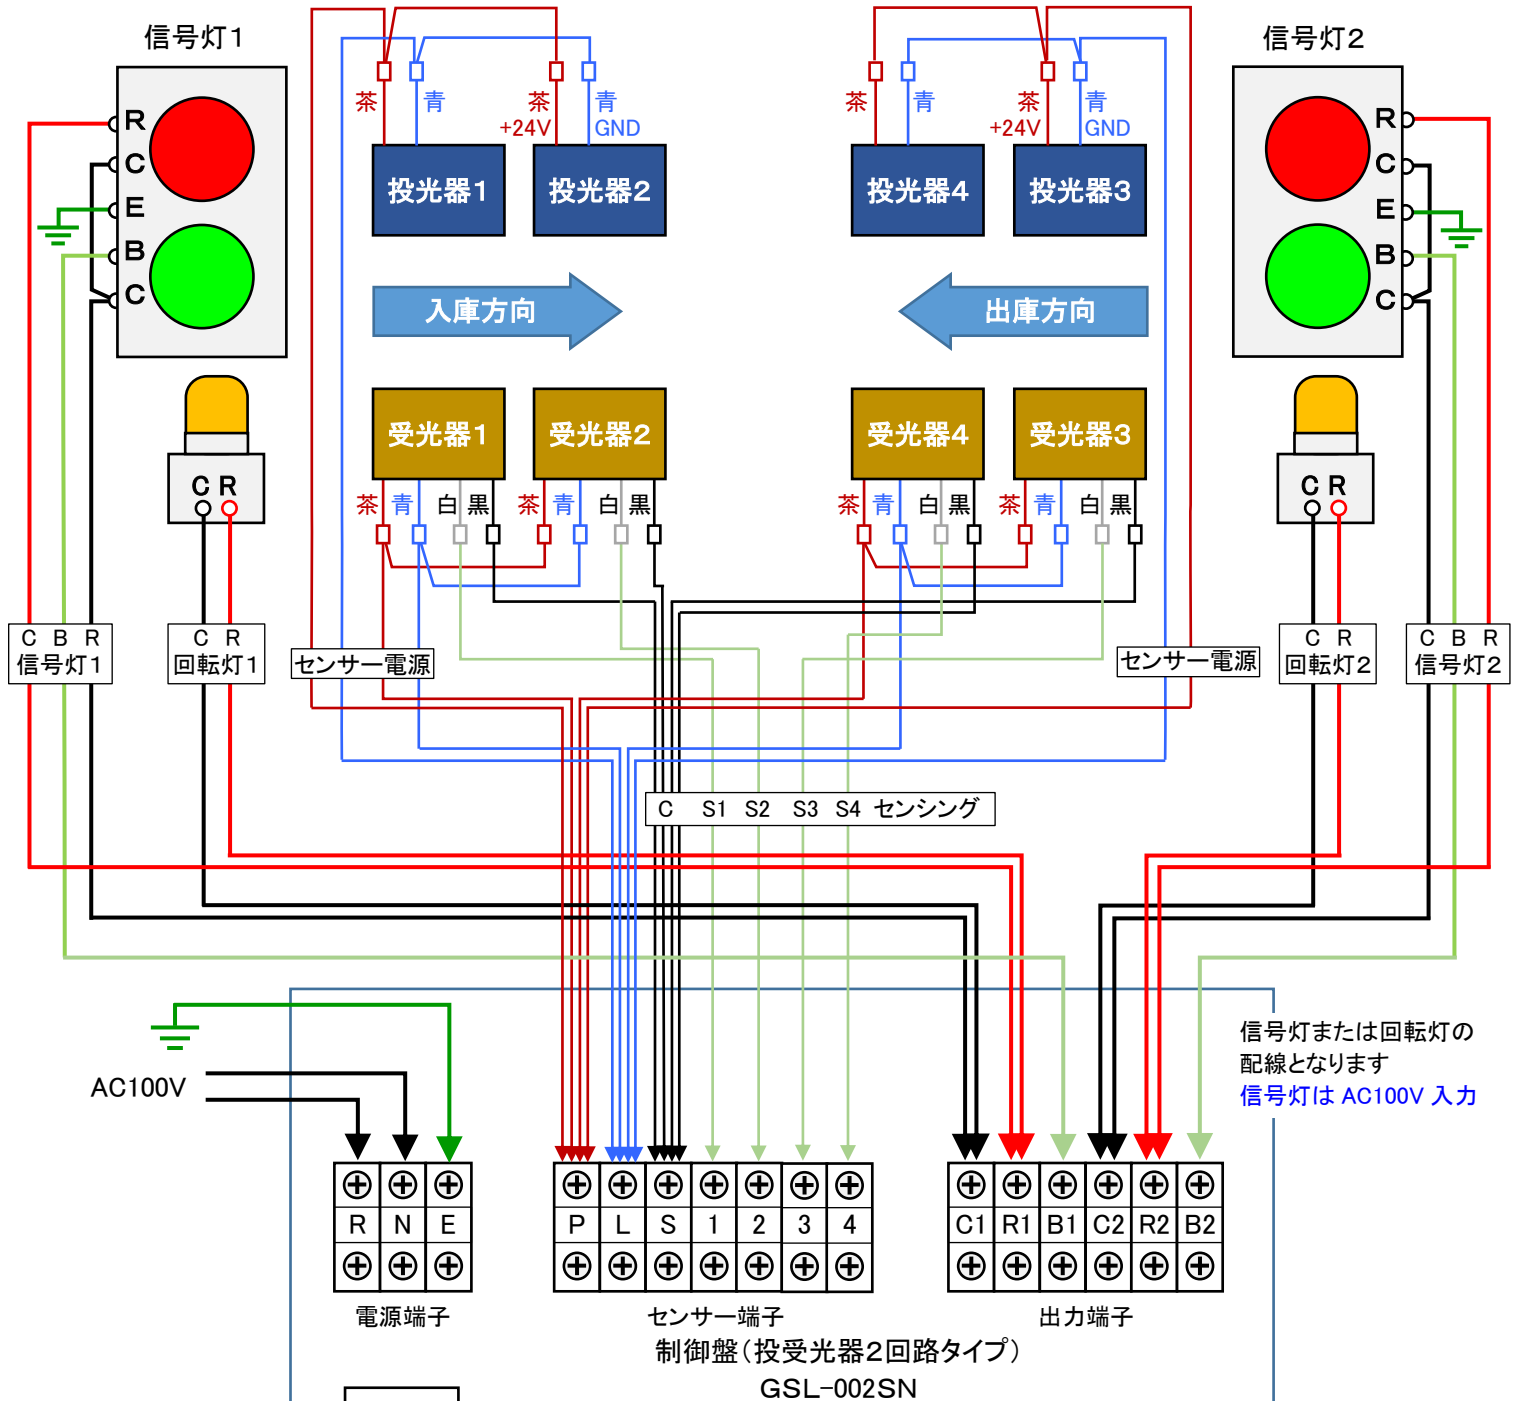 信号灯1
信号灯2
茶 青 茶 青
+24V GND
茶 青 茶 青
+24V GND
R
C
E
B
C
R
C
E
B
C
投光器1 投光器2 投光器4 投光器3
入庫方向 出庫方向
受光器1 受光器2 受光器4 受光器3
C R
C R
茶 青 白 黒 茶 青 白 黒
茶 青 白 黒 茶 青 白 黒
C B R
信号灯1
C R
回転灯1
センサー電源
センサー電源
C R
回転灯2
C B R
信号灯2
C S1 S2 S3 S4 センシング
信号灯または回転灯の
配線となります
信号灯は AC100V 入力
AC100V
R N E
P L S 1 2 3 4
C1 R1 B1 C2 R2 B2
電源端子
センサー端子
出力端子
制御盤(投受光器2回路タイプ)
GSL-002SN